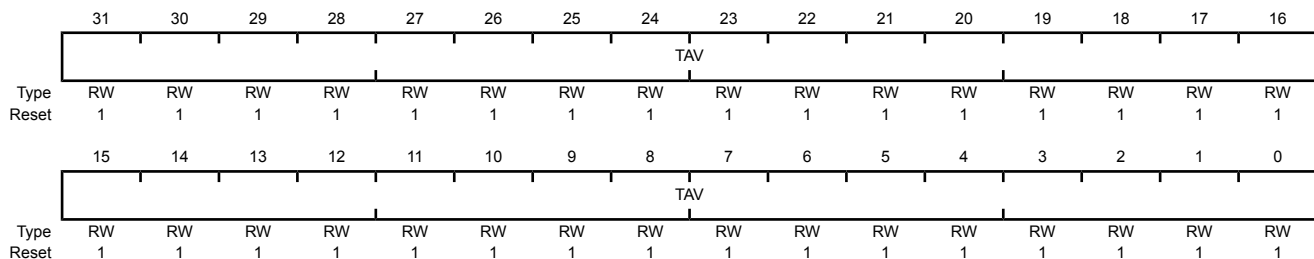 31 30 29 28 27 26 25 24 23 22 21 20 19 18 17 16
TAV
Type RW RW RW RW RW RW RW RW RW RW RW RW RW RW RW RW
Reset 1 1 1 1 1 1 1 1 1 1 1 1 1 1 1 1
15 14 13 12 11 10 9 8 7 6 5 4 3 2 1 0
TAV
Type RW RW RW RW RW RW RW RW RW RW RW RW RW RW RW RW
Reset 1 1 1 1 1 1 1 1 1 1 1 1 1 1 1 1